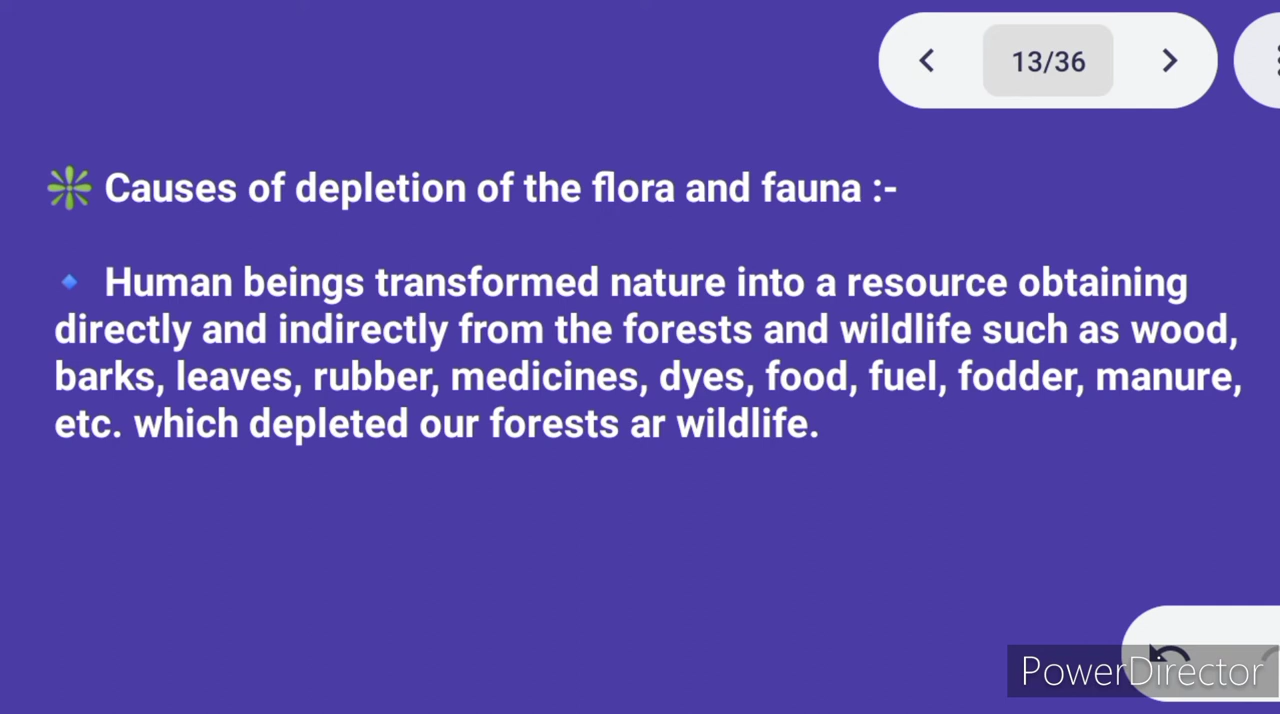 13/36
Causes of depletion of the flora and fauna :-
Human beings transformed nature into a resource obtaining
directly and indirectly from the forests and wildlife such as wood,
barks, leaves, rubber, medicines, dyes, food, fuel, fodder, manure,
etc. which depleted our forests ar wildlife.
PowerDirector